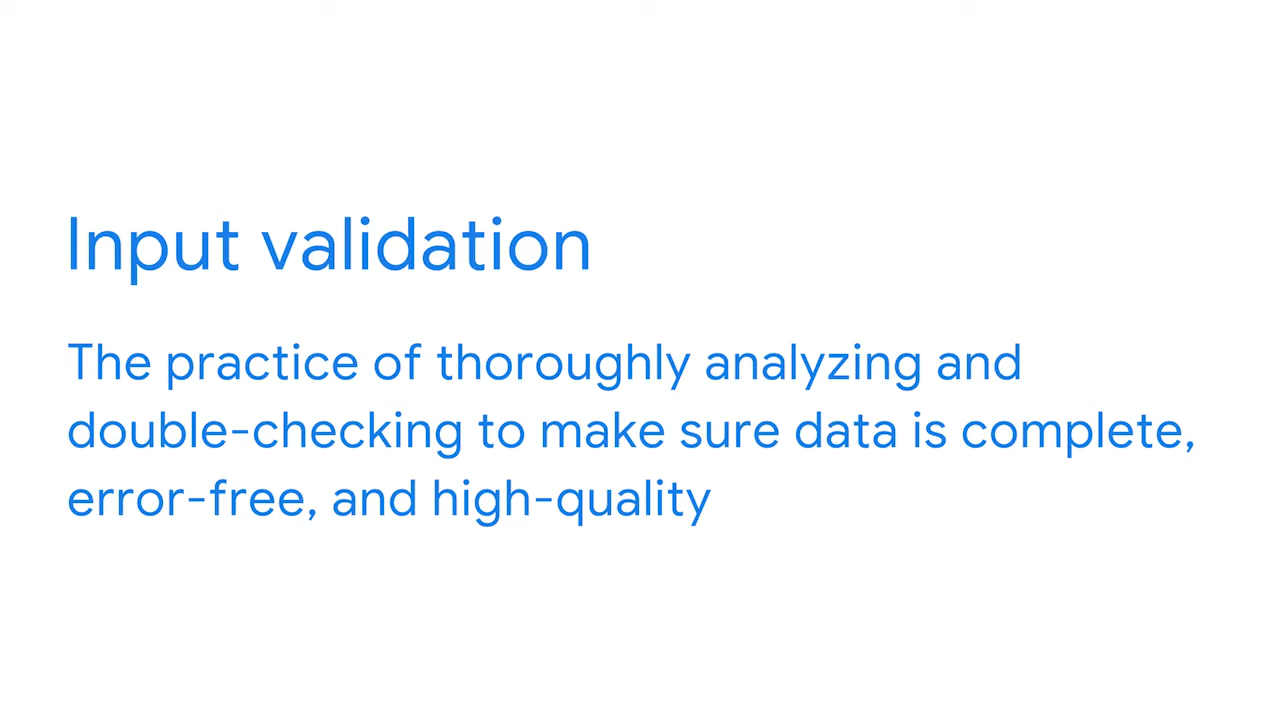 Input validation
The practice of thoroughly analyzing and
double-checking to make sure data is complete,
error-free, and high-quality